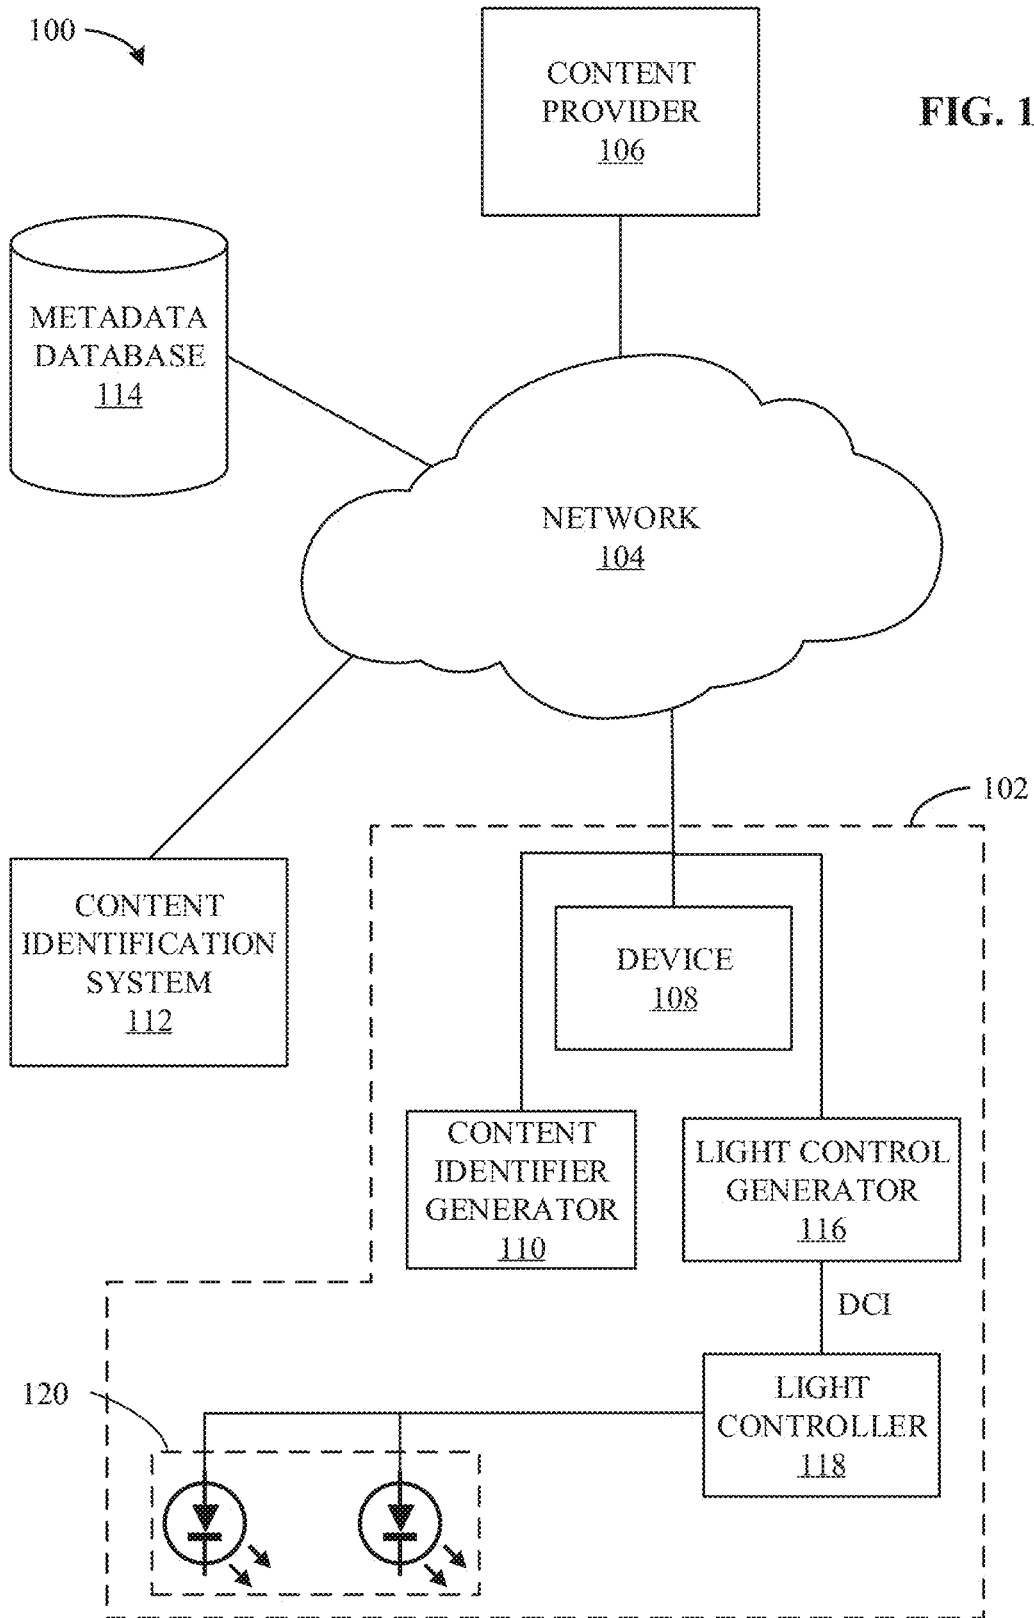 100
CONTENT
PROVIDER
106
FIG. 1
METADATA
DATABASE
114
NETWORK
104
102
CONTENT
IDENTIFICATION
SYSTEM
112
DEVICE
108
CONTENT
IDENTIFIER
GENERATOR
110
LIGHT CONTROL
GENERATOR
116
DCI
120
LIGHT
CONTROLLER
118